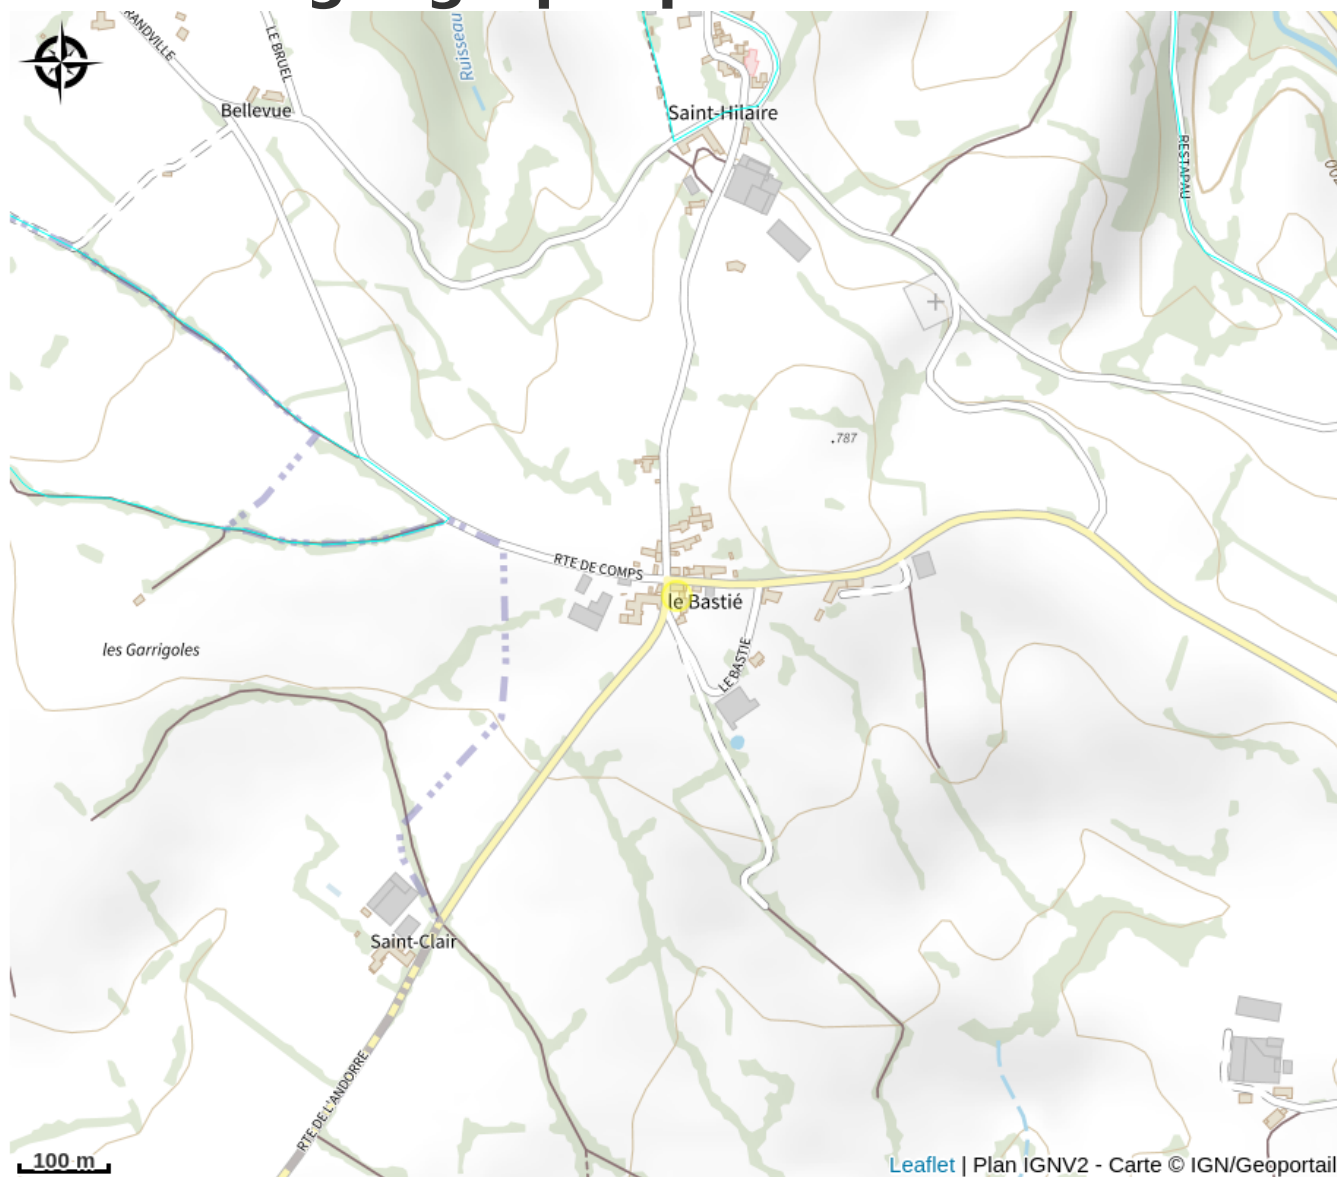 RANDVILLE
LE BRUEL
Ruisseau
Bellevue
Saint-Hilaire
RESTAPAU
.787
RTE DE COMPS
le Bastié
LE BASTIE
les Garrigoles
Saint-Clair
RTE DE L'ANDORRE
100 m
Leaflet | Plan IGNV2 - Carte © IGN/Geoportail